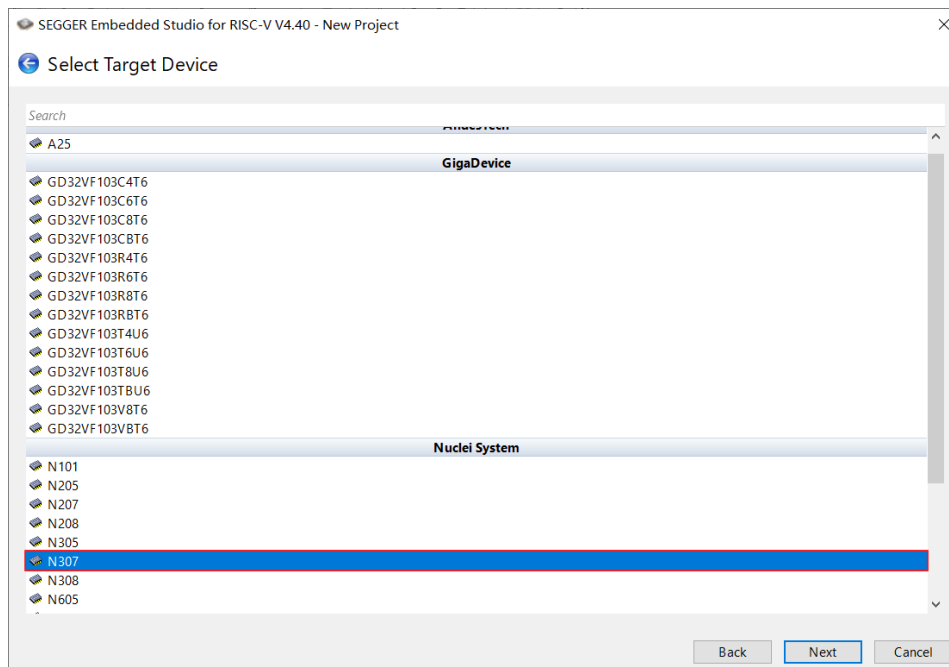 SEGGER Embedded Studio for RISC-V V4.40 - New Project
Select Target Device
Search
AndesTech
A25
GigaDevice
GD32VF103C4T6
GD32VF103C6T6
GD32VF103C8T6
GD32VF103CBT6
GD32VF103R4T6
GD32VF103R6T6
GD32VF103R8T6
GD32VF103RBT6
GD32VF103T4U6
GD32VF103T6U6
GD32VF103T8U6
GD32VF103TBU6
GD32VF103V8T6
GD32VF103VBT6
Nuclei System
N101
N205
N207
N208
N305
N307
N308
N605
Back Next Cancel